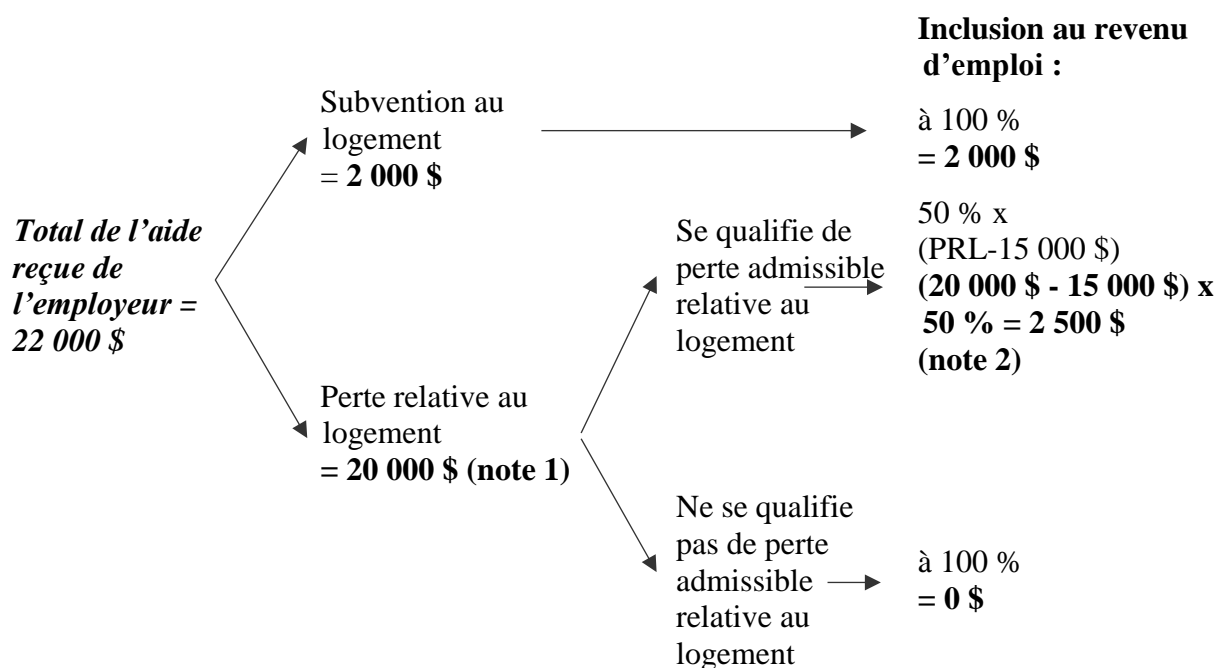 Inclusion au revenu
d’emploi :
Subvention au
logement
= 2 000 $
à 100 %
= 2 000 $
Total de l’aide
reçue de
l’employeur =
22 000 $
Se qualifie de
perte admissible
relative au
logement
50 % x
(PRL-15 000 $)
(20 000 $ - 15 000 $) x
50 % = 2 500 $
(note 2)
Perte relative au
logement
= 20 000 $ (note 1)
Ne se qualifie
pas de perte
admissible
relative au
logement
à 100 %
= 0 $